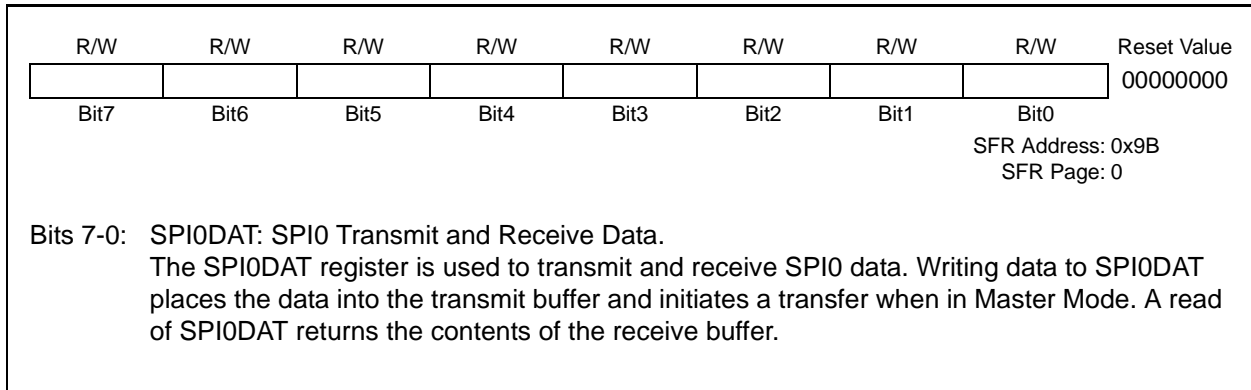 R/W R/W R/W R/W R/W R/W R/W R/W Reset Value
00000000
Bit7 Bit6 Bit5 Bit4 Bit3 Bit2 Bit1 Bit0
SFR Address: 0x9B
SFR Page: 0
Bits 7-0: SPI0DAT: SPI0 Transmit and Receive Data.
The SPI0DAT register is used to transmit and receive SPI0 data. Writing data to SPI0DAT
places the data into the transmit buffer and initiates a transfer when in Master Mode. A read
of SPI0DAT returns the contents of the receive buffer.